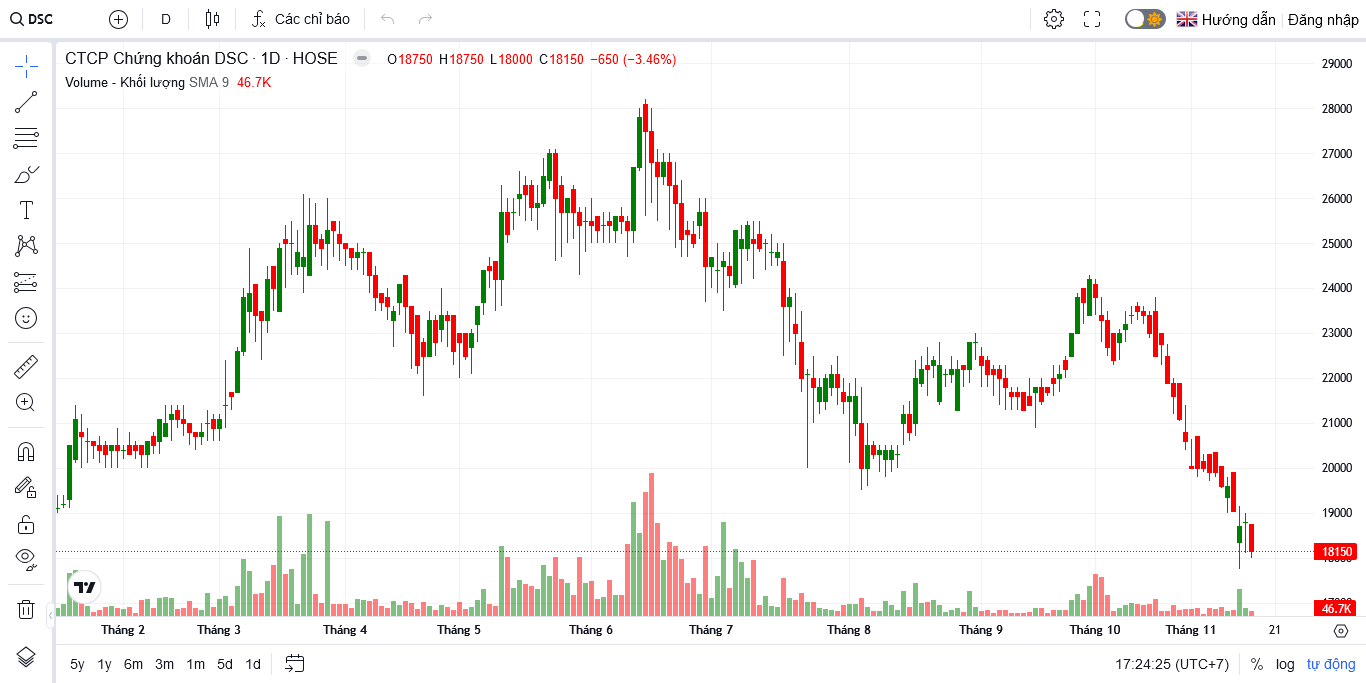 DSC D Các chỉ báo Hướng dẫn Đăng nhập
CTCP Chứng khoán DSC · 1D · HOSE O18750 H18750 L18000 C18150 −650 (−3.46%)
Volume - Khối lượng SMA 9 46.7K
29000
28000
27000
26000
25000
24000
23000
22000
21000
20000
19000
18150
46.7K
Tháng 2 Tháng 3 Tháng 4 Tháng 5 Tháng 6 Tháng 7 Tháng 8 Tháng 9 Tháng 10 Tháng 11 21
5y 1y 6m 3m 1m 5d 1d 17:24:25 (UTC+7) % log tự động